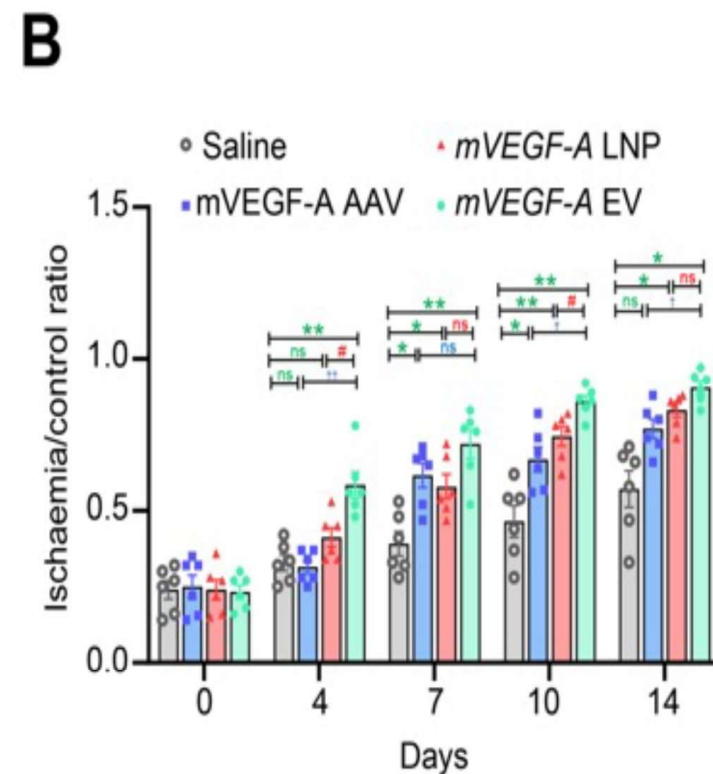 B
Saline
mVEGF-A LNP
mVEGF-A AAV
mVEGF-A EV
Ischaemia/control ratio
1.5
1.0
0.5
0.0
**
ns #
ns ††
**
* ns
* ns
**
** #
* †
*
* ns
ns †
0 4 7 10 14
Days